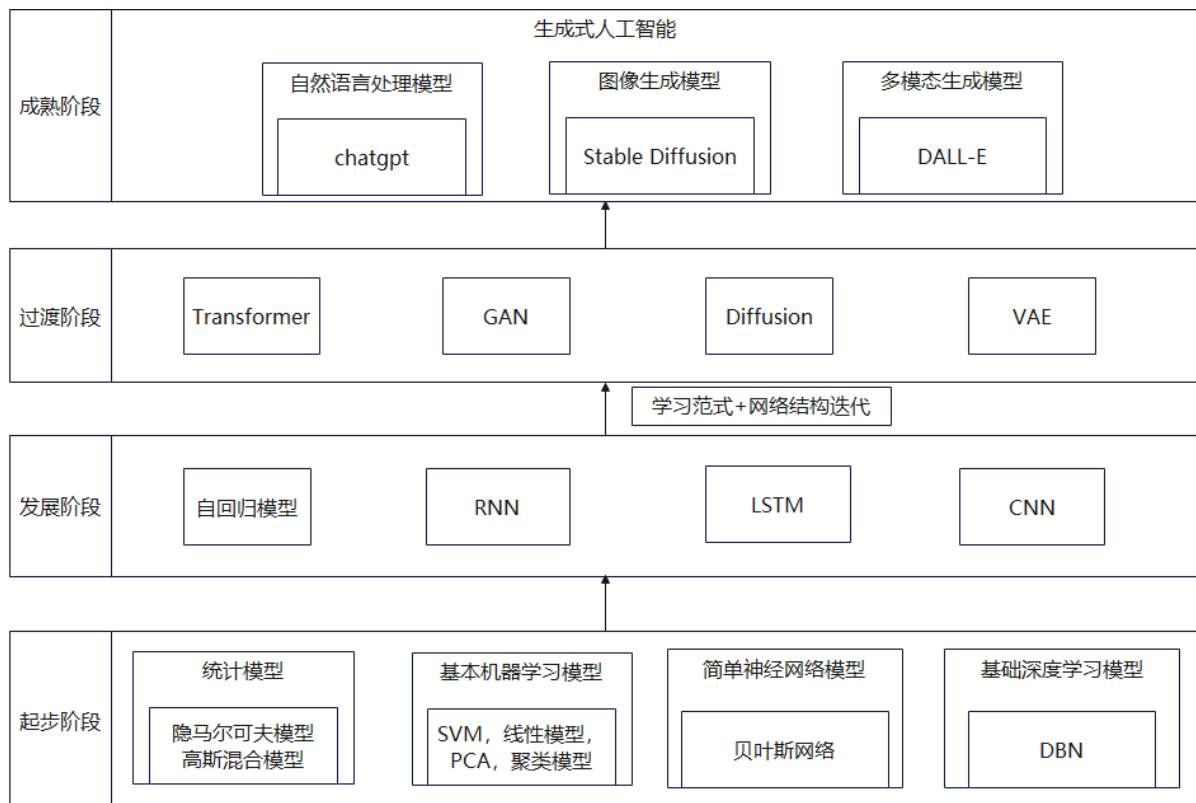 成熟阶段
生成式人工智能
自然语言处理模型
chatgpt
图像生成模型
Stable Diffusion
多模态生成模型
DALL-E
过渡阶段
Transformer
GAN
Diffusion
VAE
学习范式+网络结构迭代
发展阶段
自回归模型
RNN
LSTM
CNN
起步阶段
统计模型
隐马尔可夫模型
高斯混合模型
基本机器学习模型
SVM，线性模型，
PCA，聚类模型
简单神经网络模型
贝叶斯网络
基础深度学习模型
DBN